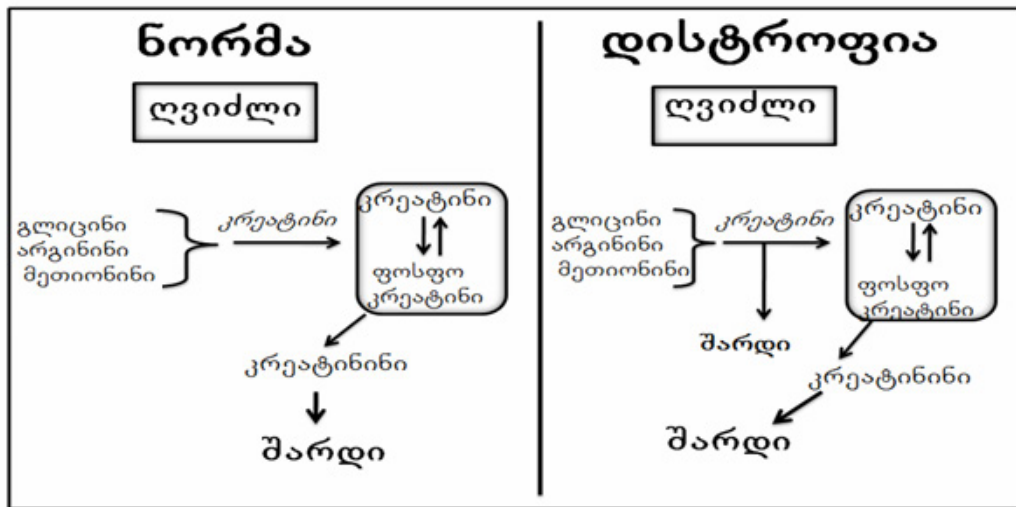 ნორმა
ღვიძლი
გლიცინი
არგინინი
მეთიონინი
კრეატინი
კრეატინი
ფოსფო
კრეატინი
კრეატინინი
შარდი
დისტროფია
ღვიძლი
გლიცინი
არგინინი
მეთიონინი
კრეატინი
კრეატინი
ფოსფო
კრეატინი
შარდი
კრეატინინი
შარდი